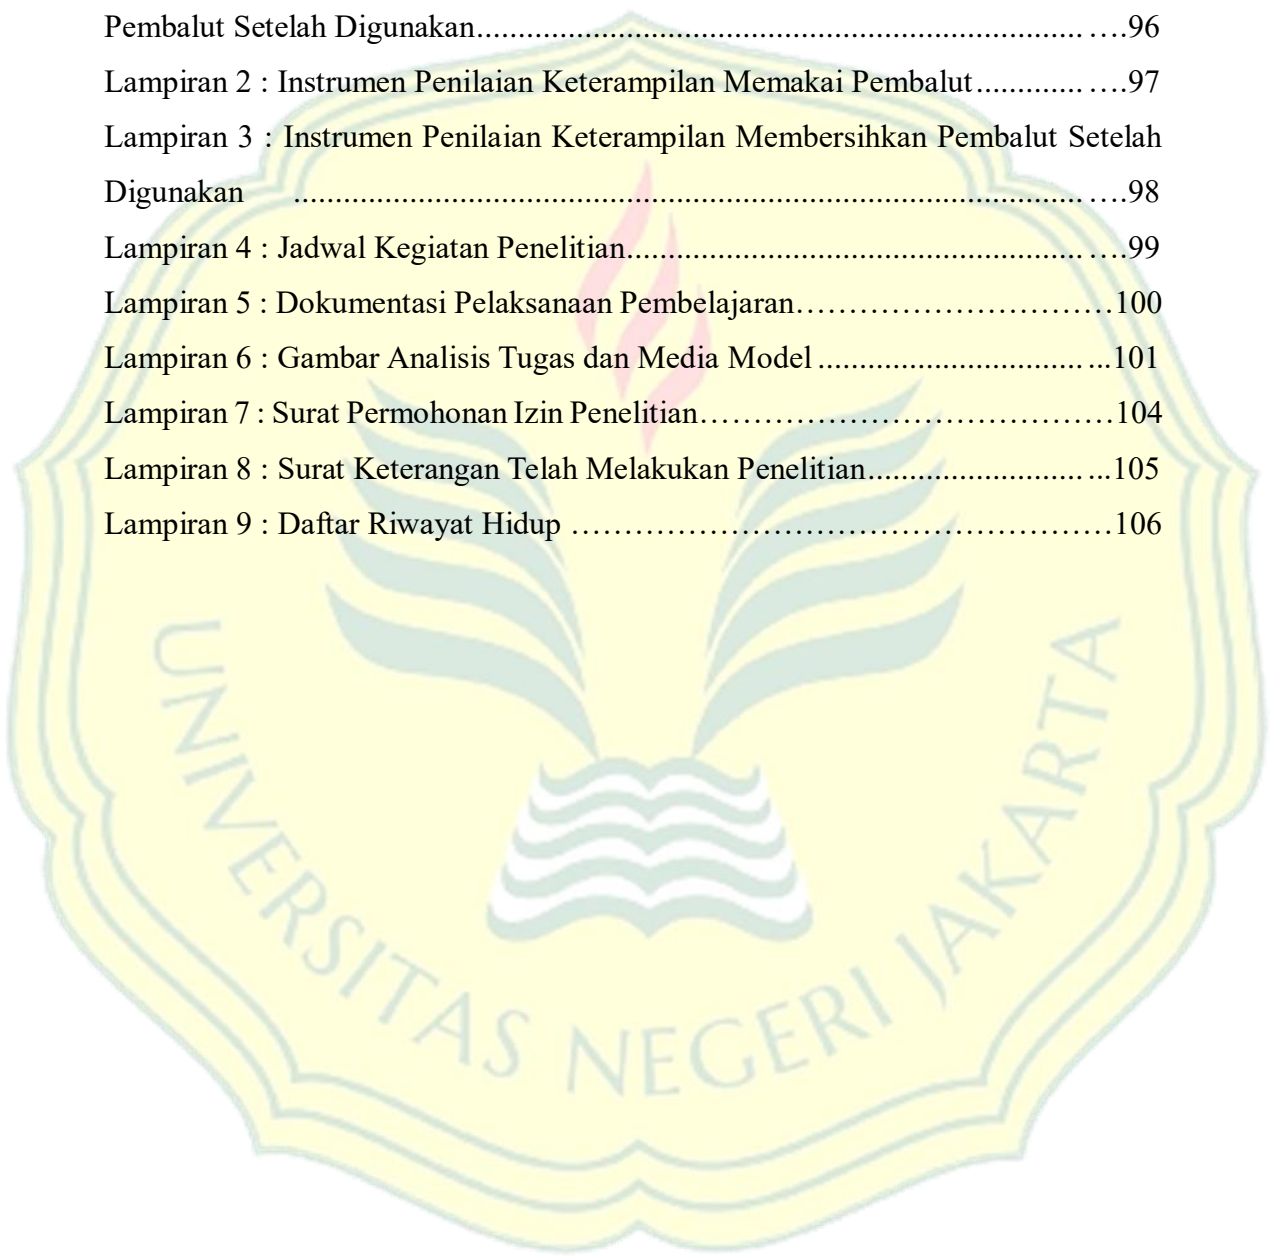 Pembalut Setelah Digunakan............................................................................ ….96
Lampiran 2 : Instrumen Penilaian Keterampilan Memakai Pembalut............. ….97
Lampiran 3 : Instrumen Penilaian Keterampilan Membersihkan Pembalut Setelah
Digunakan ................................................................................................... ….98
Lampiran 4 : Jadwal Kegiatan Penelitian......................................................... ….99
Lampiran 5 : Dokumentasi Pelaksanaan Pembelajaran…………………………100
Lampiran 6 : Gambar Analisis Tugas dan Media Model ................................. ...101
Lampiran 7 : Surat Permohonan Izin Penelitian…………………………………104
Lampiran 8 : Surat Keterangan Telah Melakukan Penelitian........................... ...105
Lampiran 9 : Daftar Riwayat Hidup ……………………………………………106
UNIVERSITAS NEGERI JAKARTA